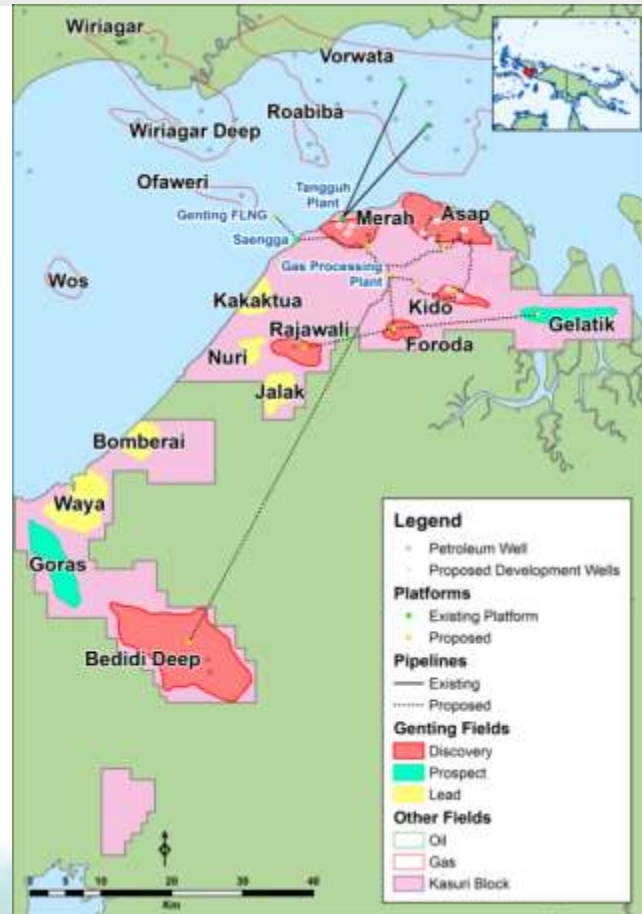 Wiriagar
Vorwata
Roabiba
Wiriagar Deep
Ofaweri
Tangguh
Plant
Genting FLNG
Merah
Asap
Saengga
Wos
Gas Processing
Plant
Kakaktua
Kido
Rajawali
Gelatik
Nuri
Foroda
Jalak
Bomberai
Waya
Goras
Bedidi Deep
Legend
Petroleum Well
Proposed Development Wells
Platforms
Existing Platform
Proposed
Pipelines
Existing
Proposed
Genting Fields
Discovery
Prospect
Lead
Other Fields
Oil
Gas
Kasuri Block
0 5 10 20 30 40
Km